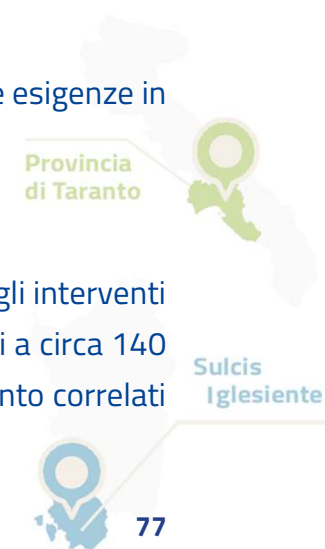 e esigenze in
Provincia
di Taranto
gli interventi
i a circa 140
nto correlati
Sulcis
Iglesiente
77